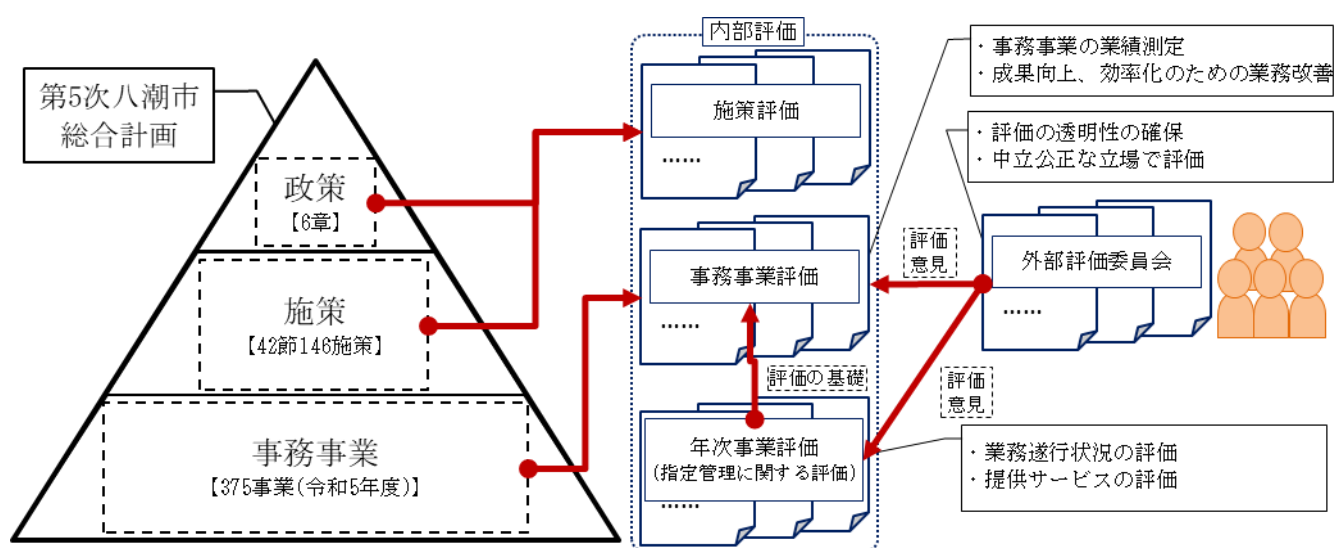 第5次八潮市
総合計画
政策
【6章】
施策
【42節146施策】
事務事業
【375事業(令和5年度)】
内部評価
施策評価
……
事務事業評価
……
評価の基礎
年次事業評価
(指定管理に関する評価)
……
・事務事業の業績測定
・成果向上、効率化のための業務改善
・評価の透明性の確保
・中立公正な立場で評価
評価
意見
外部評価委員会
……
評価
意見
・業務遂行状況の評価
・提供サービスの評価